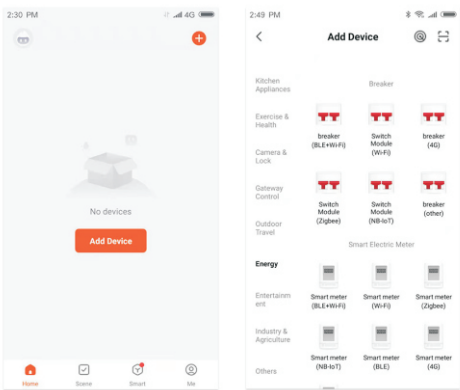 2:30 PM
4G
No devices
Add Device
Home
Scene
Smart
Me
2:49 PM
Add Device
Kitchen
Appliances
Exercise &
Health
Camera &
Lock
Gateway
Control
Outdoor
Travel
Energy
Entertainm
ent
Industry &
Agriculture
Others
Breaker
breaker
(BLE+Wi-Fi)
Switch
Module
(Wi-Fi)
breaker
(4G)
Switch
Module
(Zigbee)
Switch
Module
(NB-IoT)
breaker
(other)
Smart Electric Meter
Smart meter
(BLE+Wi-Fi)
Smart meter
(Wi-Fi)
Smart meter
(Zigbee)
Smart meter
(NB-IoT)
Smart meter
(BLE)
Smart meter
(4G)